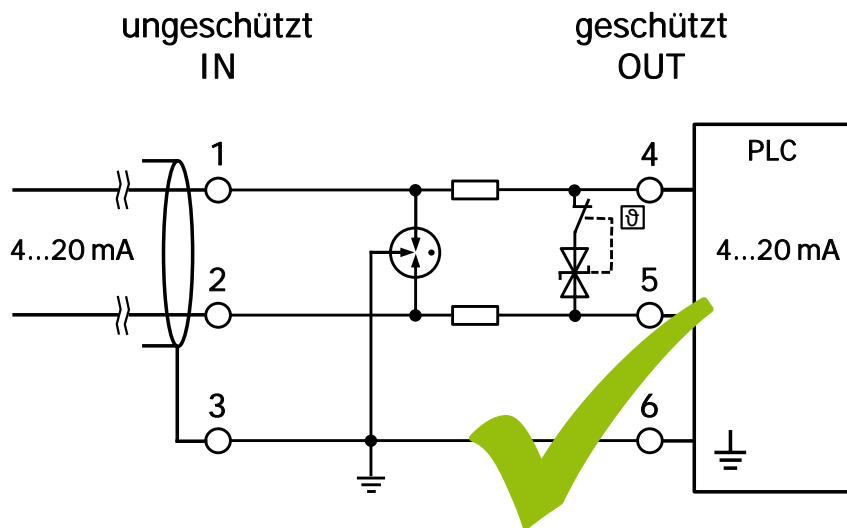 ungeschützt
IN
geschützt
OUT
1
4
PLC
ϑ
4...20 mA
4...20 mA
2
5
3
6